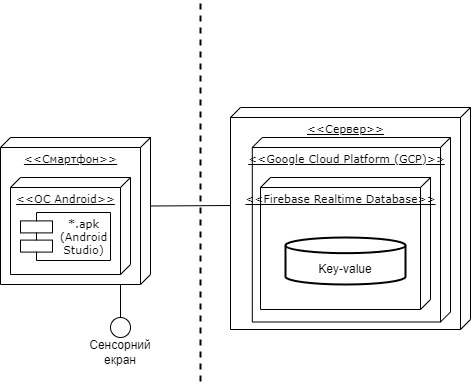 <<Смартфон>>
<<ОС Android>>
*.apk
(Android
Studio)
Сенсорний
екран
<<Сервер>>
<<Google Cloud Platform (GCP)>>
<<Firebase Realtime Database>>
Key-value